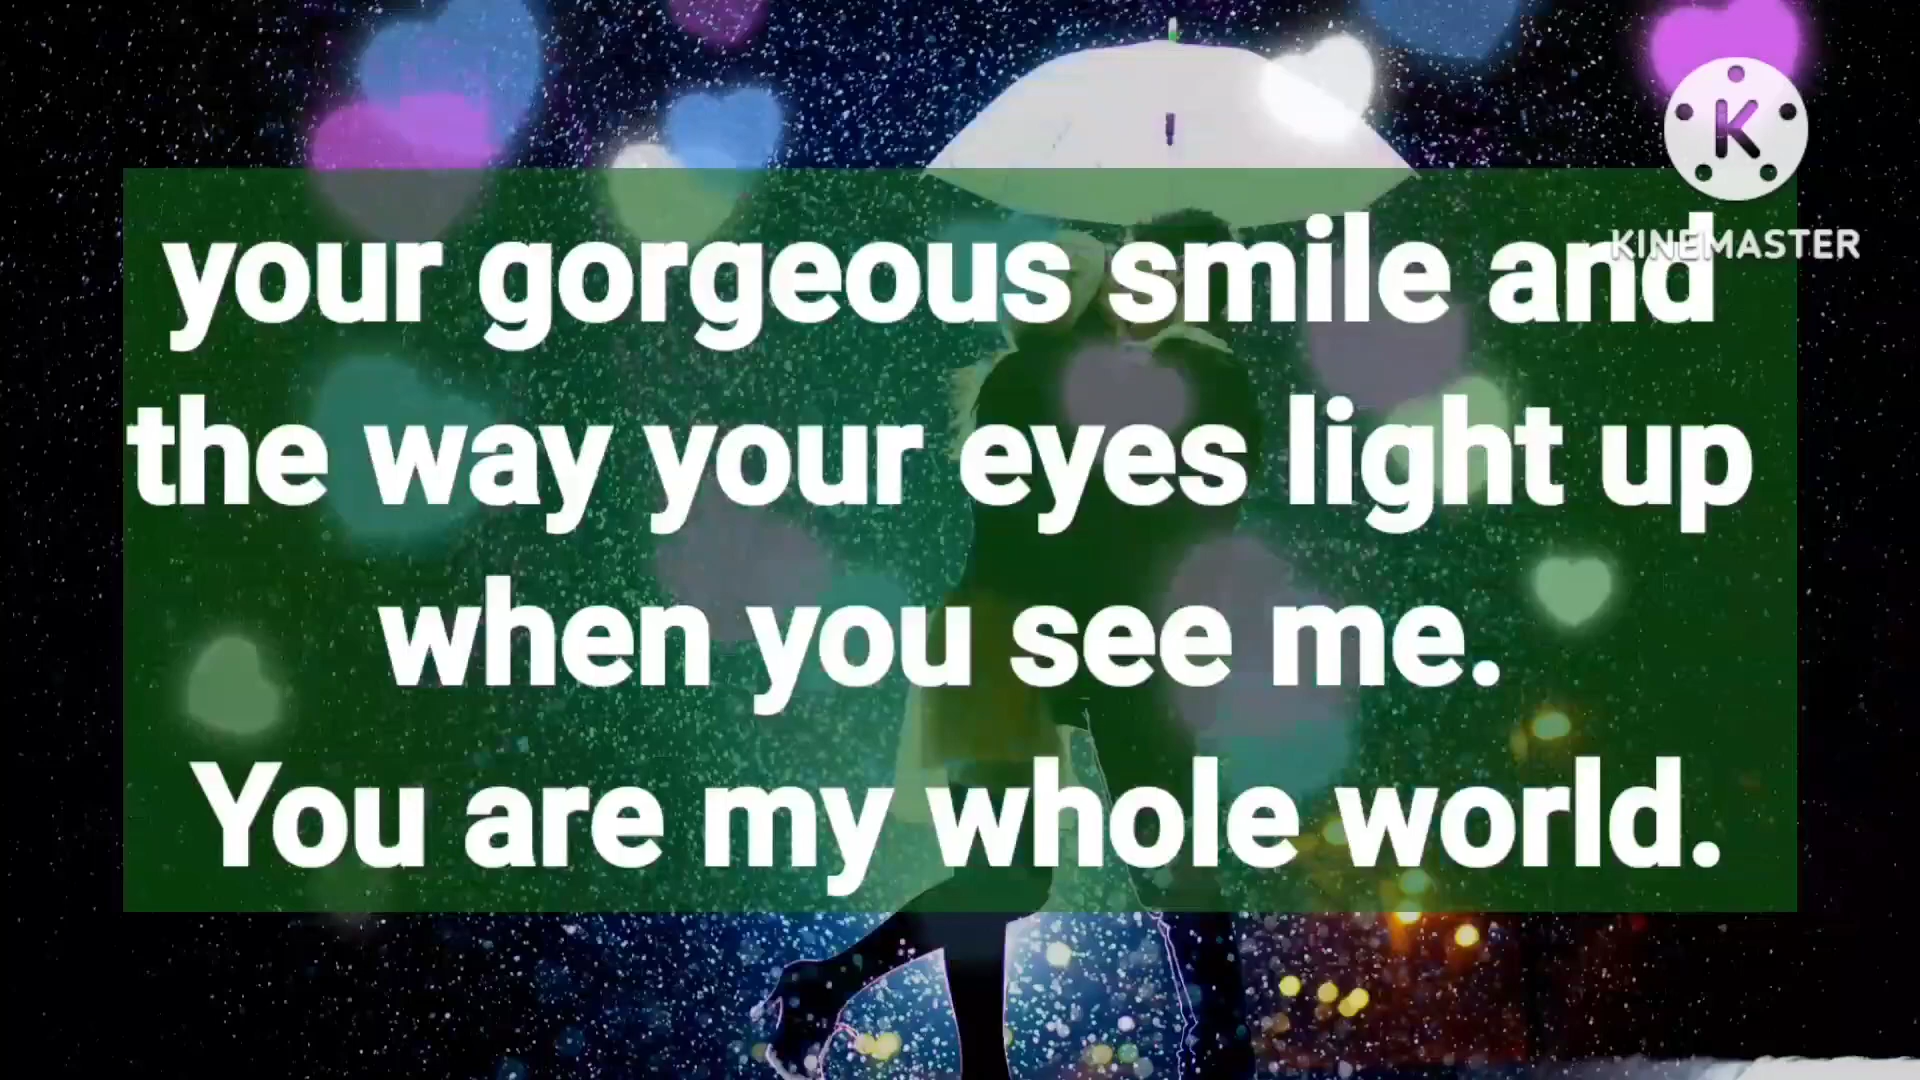 K
KINEMASTER
your gorgeous smile and
the way your eyes light up
when you see me.
You are my whole world.